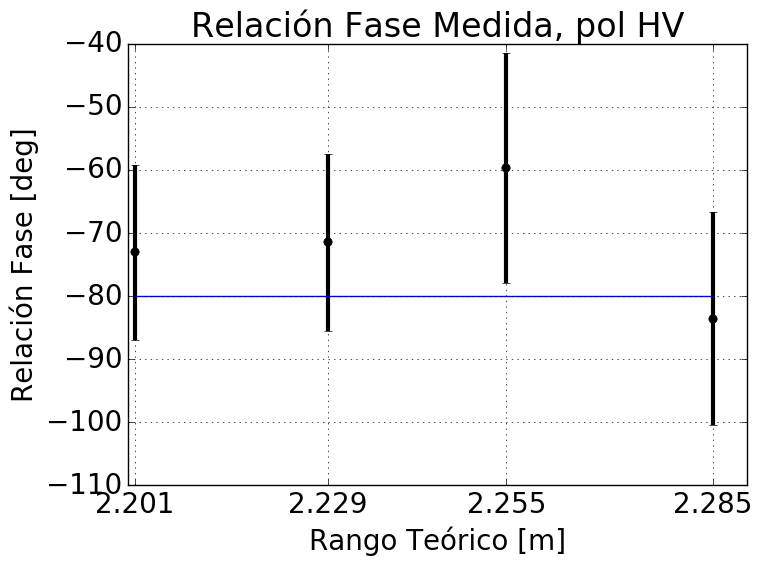 Relación Fase Medida, pol HV
Relación Fase [deg]
−40
−50
−60
−70
−80
−90
−100
−110
2.201 2.229 2.255 2.285
Rango Teórico [m]